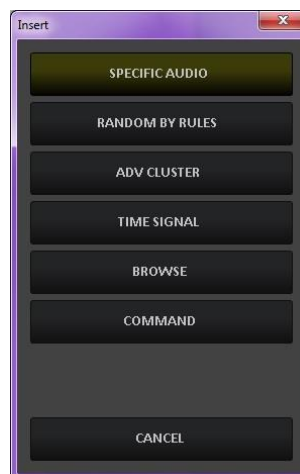 Insert
SPECIFIC AUDIO
RANDOM BY RULES
ADV CLUSTER
TIME SIGNAL
BROWSE
COMMAND
CANCEL